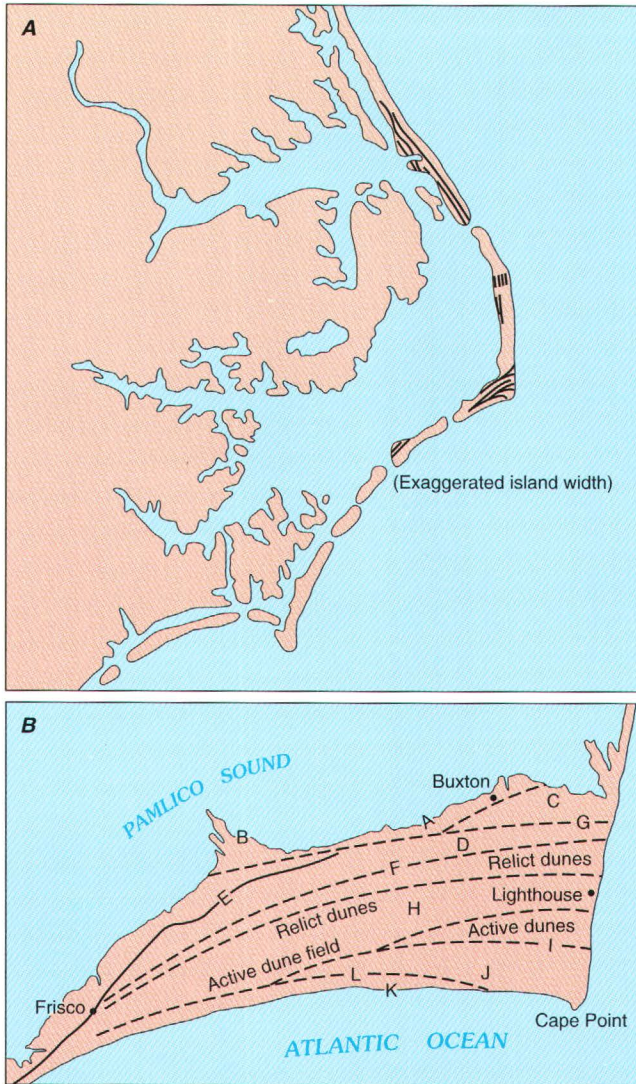 A
(Exaggerated island width)
B
PAMLICO SOUND
Buxton
C
B
A
G
D
F
Relict dunes
E
Lighthouse
Relict dunes
H
Active dunes
Active dune field
I
L
J
Frisco
K
Cape Point
ATLANTIC OCEAN